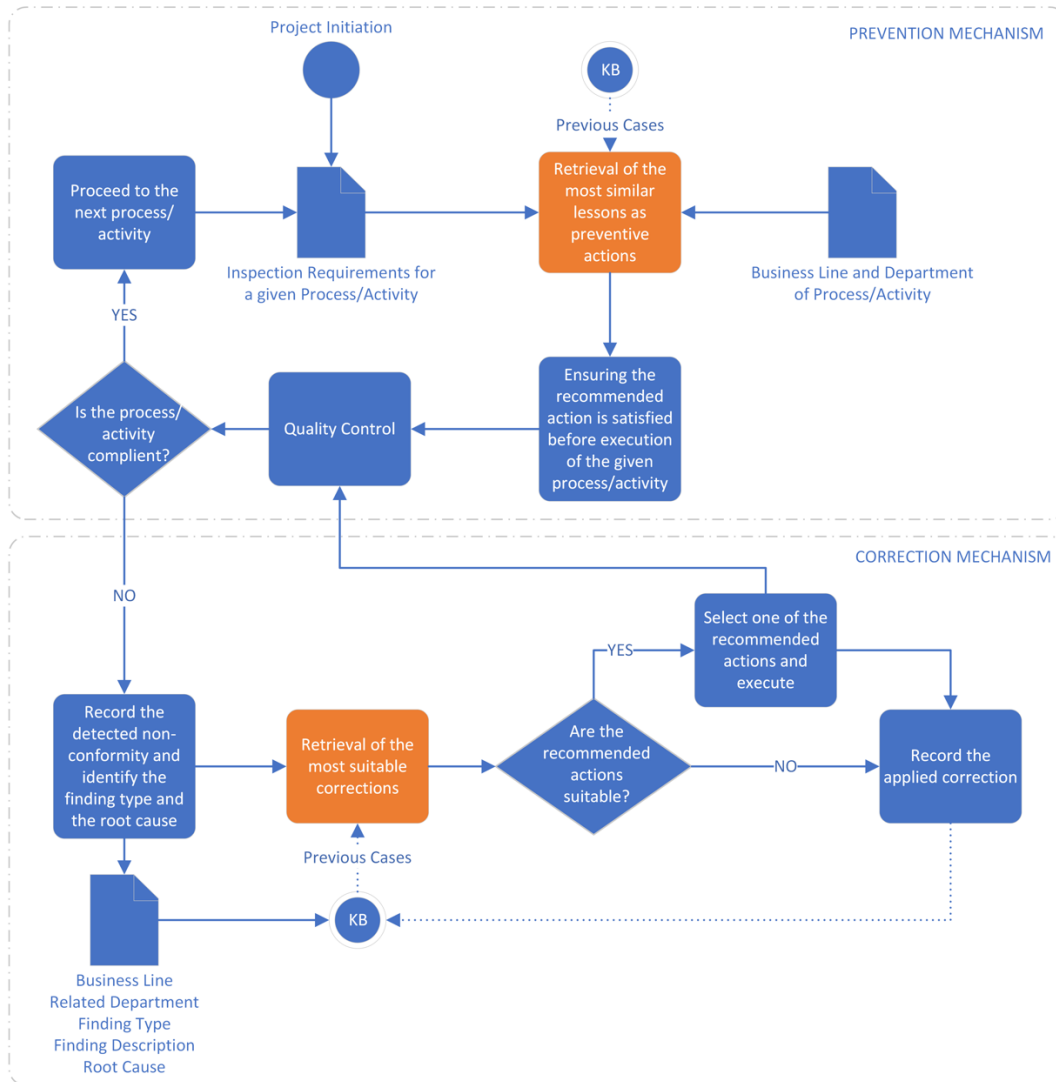 Project Initiation
PREVENTION MECHANISM
KB
Previous Cases
Proceed to the
next process/
activity
Retrieval of the
most similar
lessons as
preventive
actions
Inspection Requirements for
a given Process/Activity
Business Line and Department
of Process/Activity
YES
Is the process/
activity
complient?
Quality Control
Ensuring the
recommended
action is satisfied
before execution
of the given
process/activity
CORRECTION MECHANISM
NO
Select one of the
recommended
actions and
execute
YES
Record the
detected non-
conformity and
identify the
finding type and
the root cause
Retrieval of the
most suitable
corrections
Are the
recommended
actions
suitable?
NO
Record the
applied correction
Previous Cases
KB
Business Line
Related Department
Finding Type
Finding Description
Root Cause